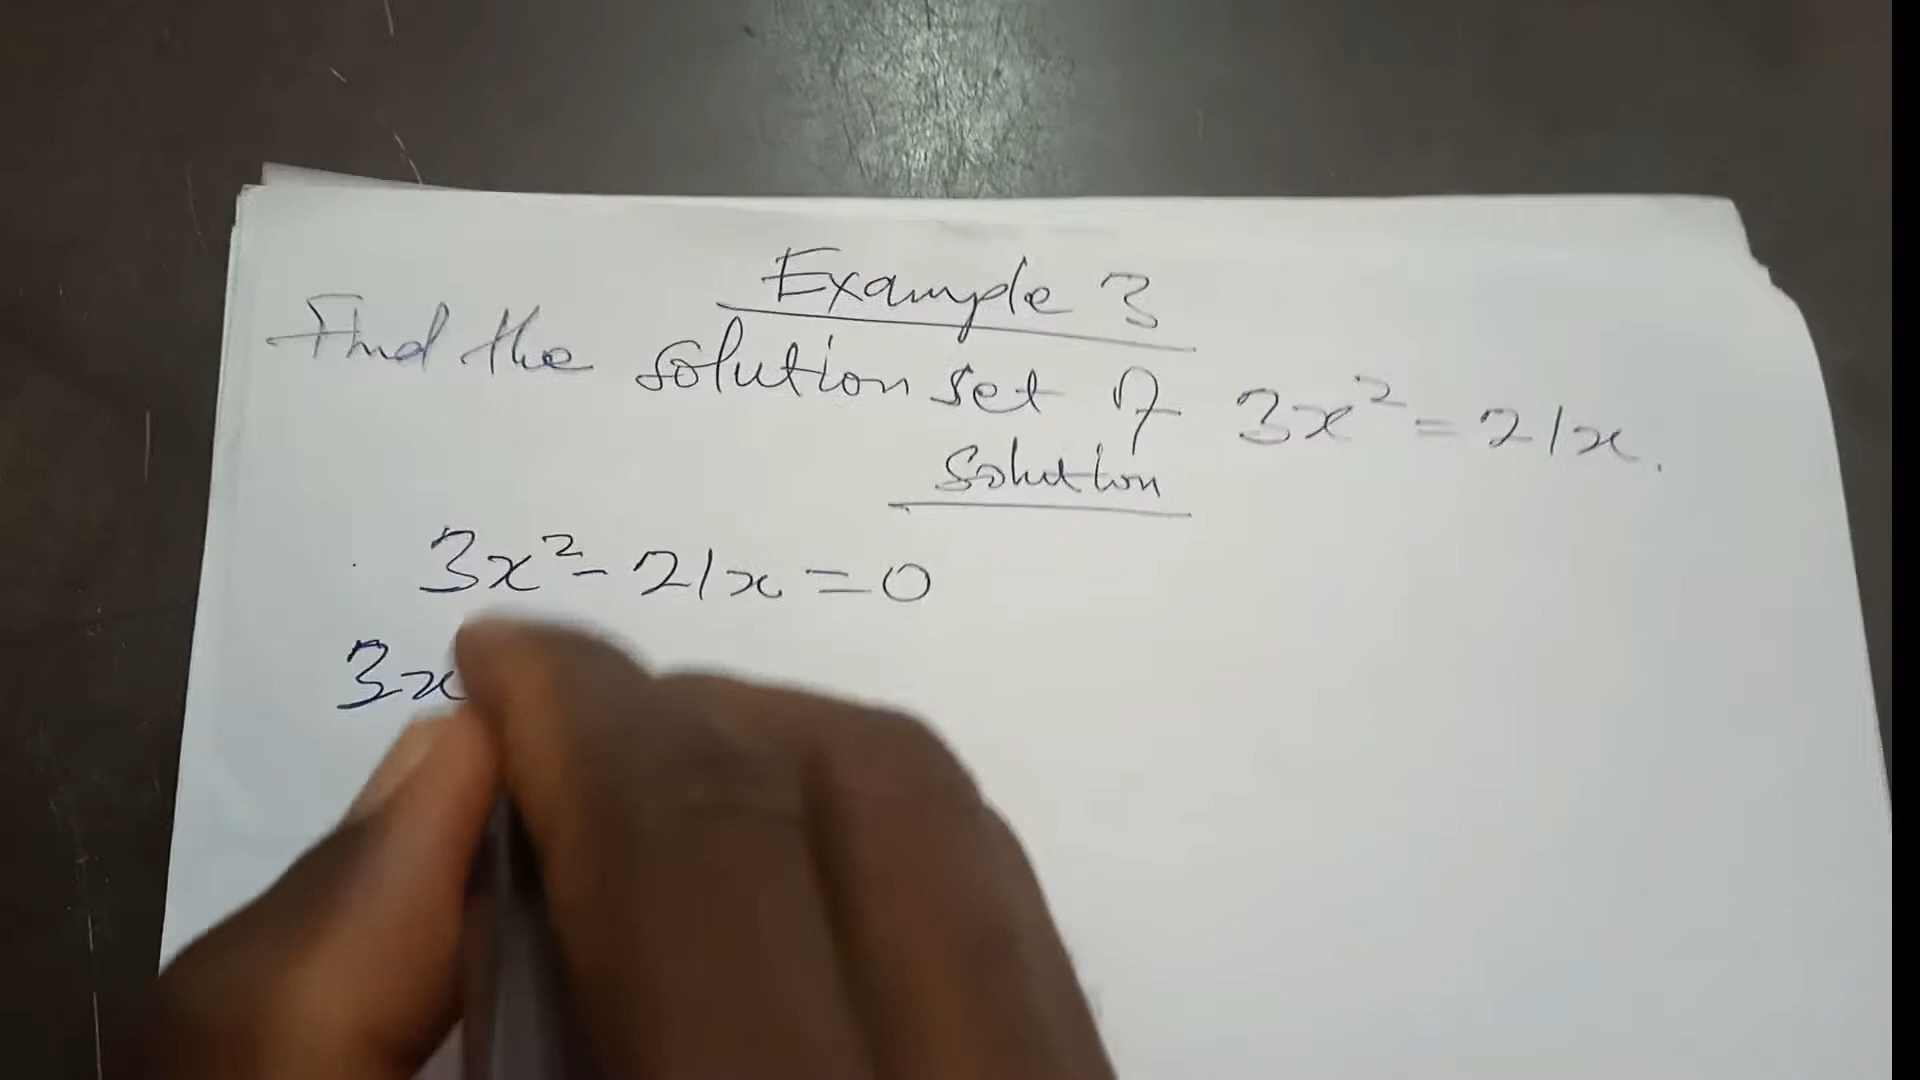 Example 3
Find the solution set of 3x² = 21x.
Solution
3x² - 21x = 0
3x